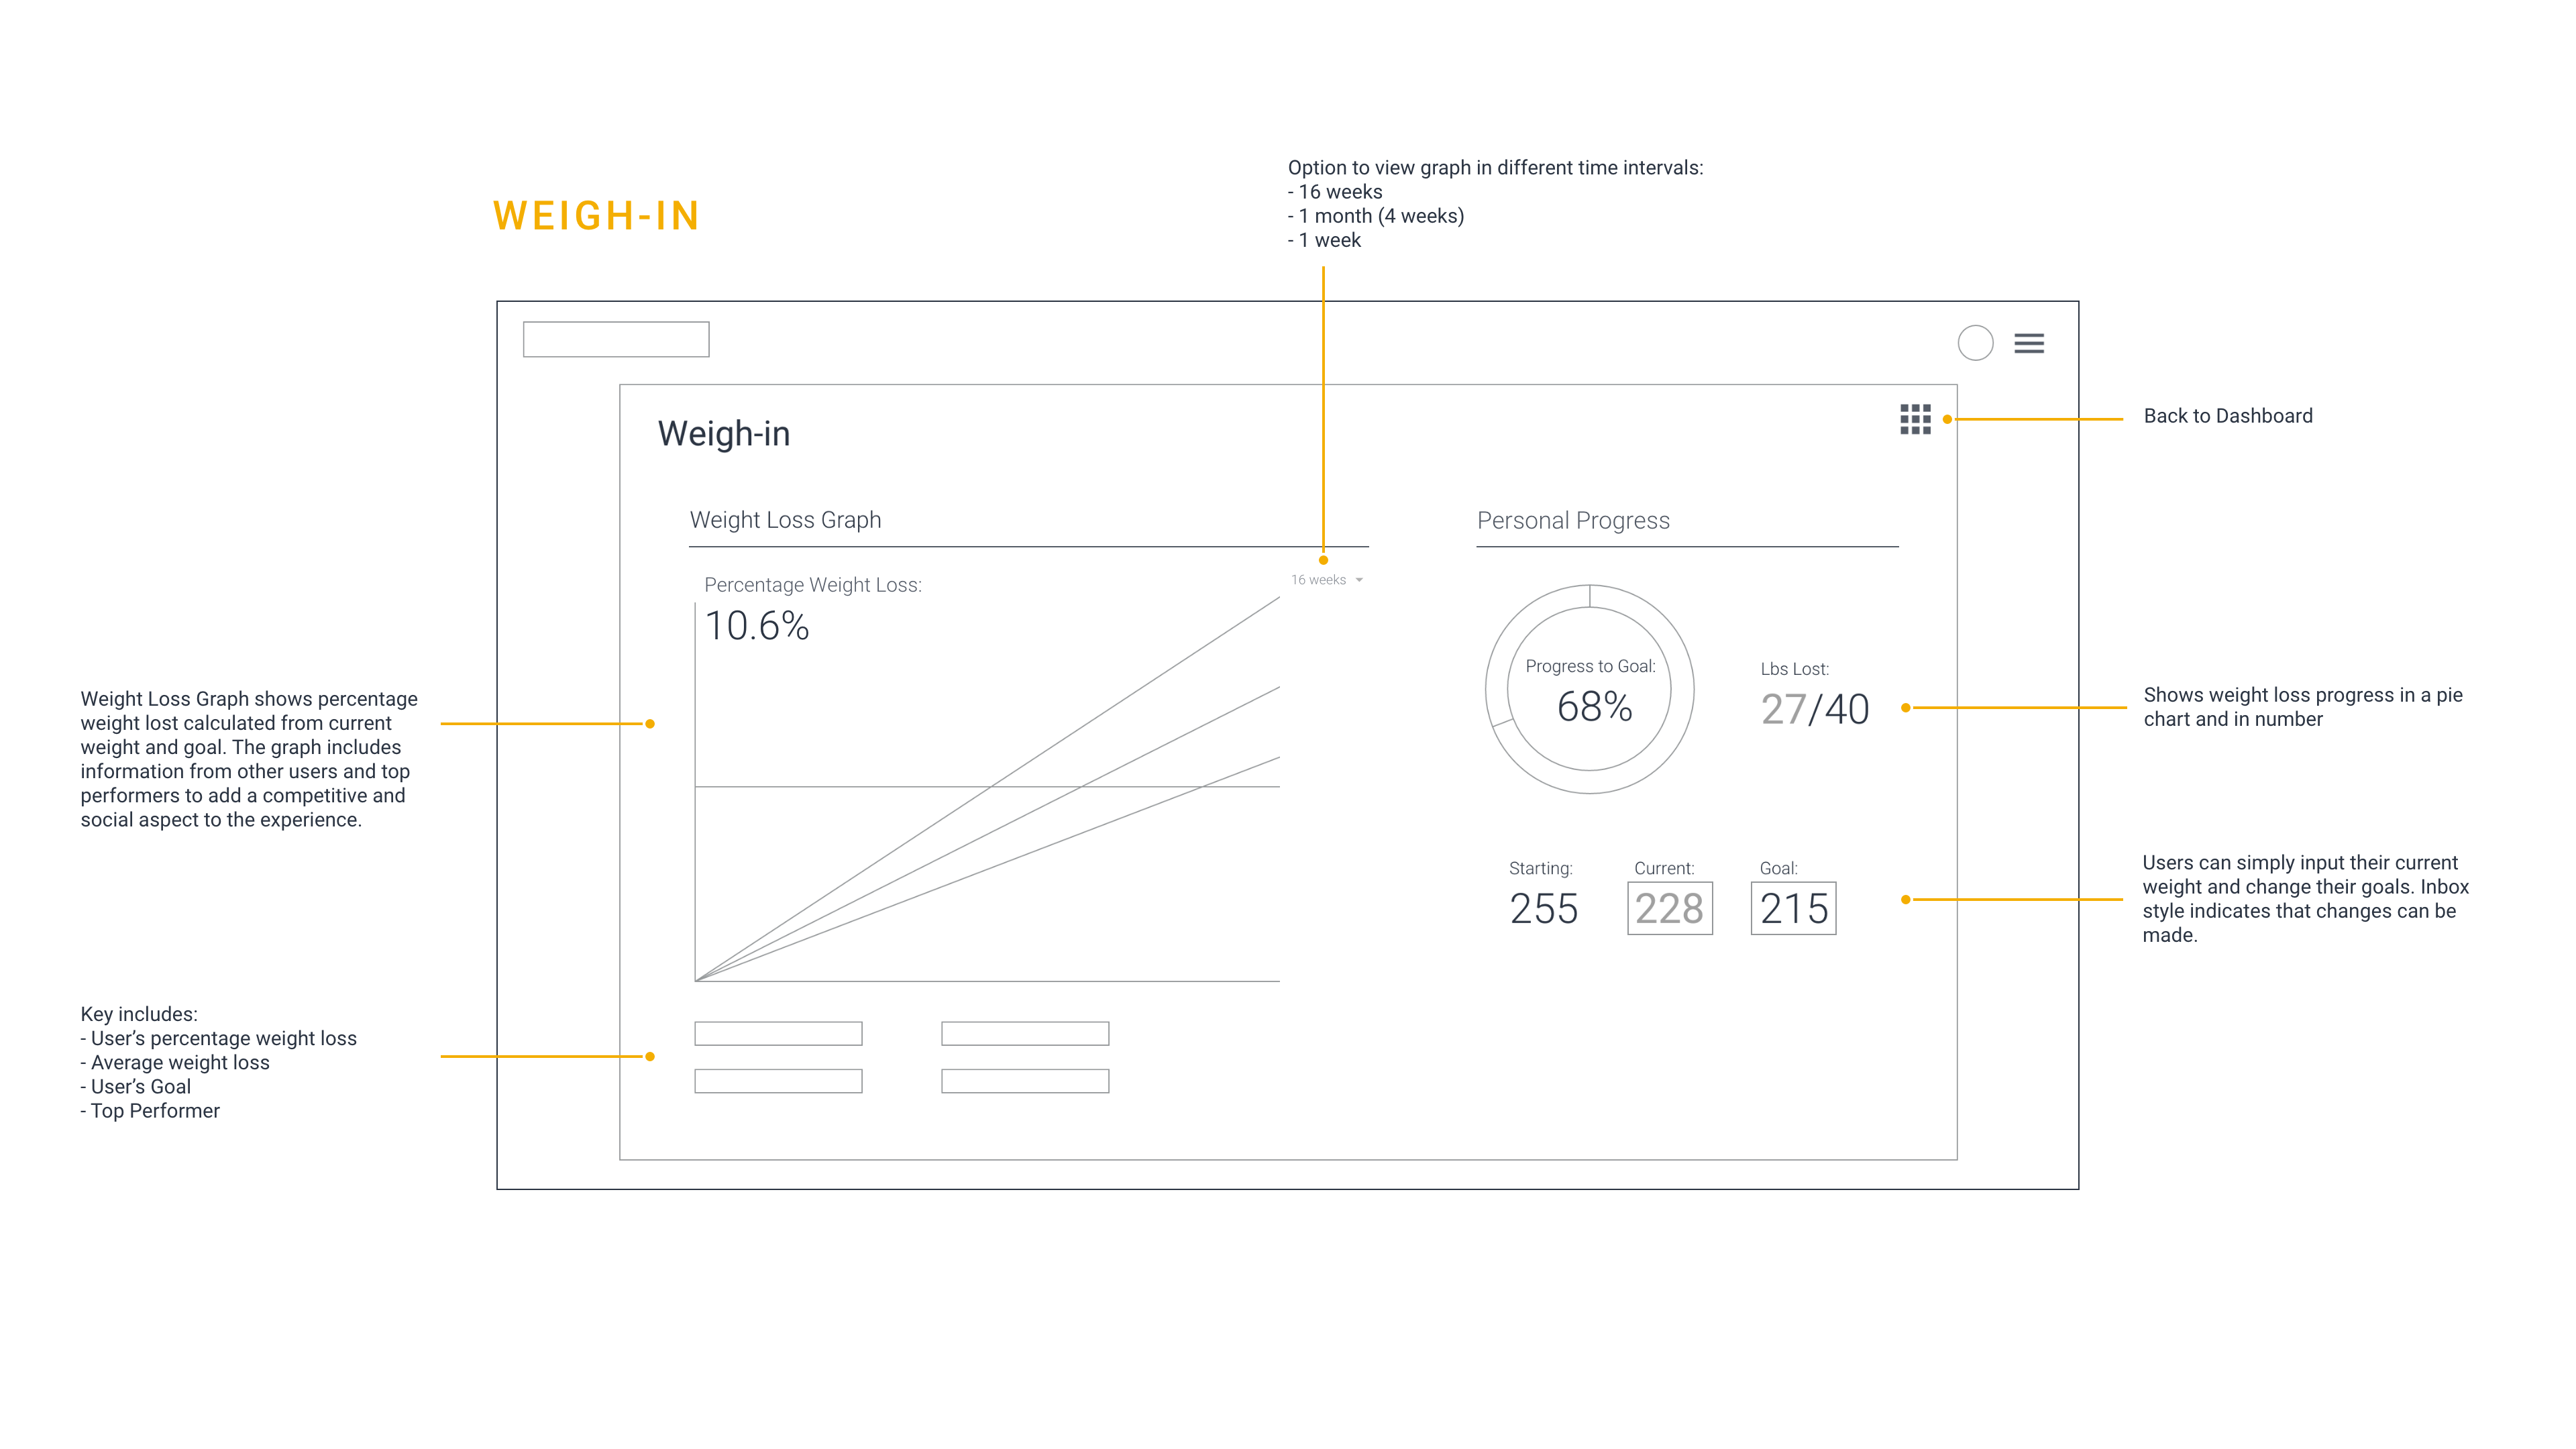 WEIGH-IN
Option to view graph in different time intervals:
- 16 weeks
- 1 month (4 weeks)
- 1 week
Weigh-in
Back to Dashboard
Weight Loss Graph
Percentage Weight Loss:
10.6%
16 weeks
Personal Progress
Progress to Goal:
68%
Lbs Lost:
27/40
Starting:
255
Current:
228
Goal:
215
Weight Loss Graph shows percentage
weight lost calculated from current
weight and goal. The graph includes
information from other users and top
performers to add a competitive and
social aspect to the experience.
Key includes:
- User’s percentage weight loss
- Average weight loss
- User’s Goal
- Top Performer
Shows weight loss progress in a pie
chart and in number
Users can simply input their current
weight and change their goals. Inbox
style indicates that changes can be
made.